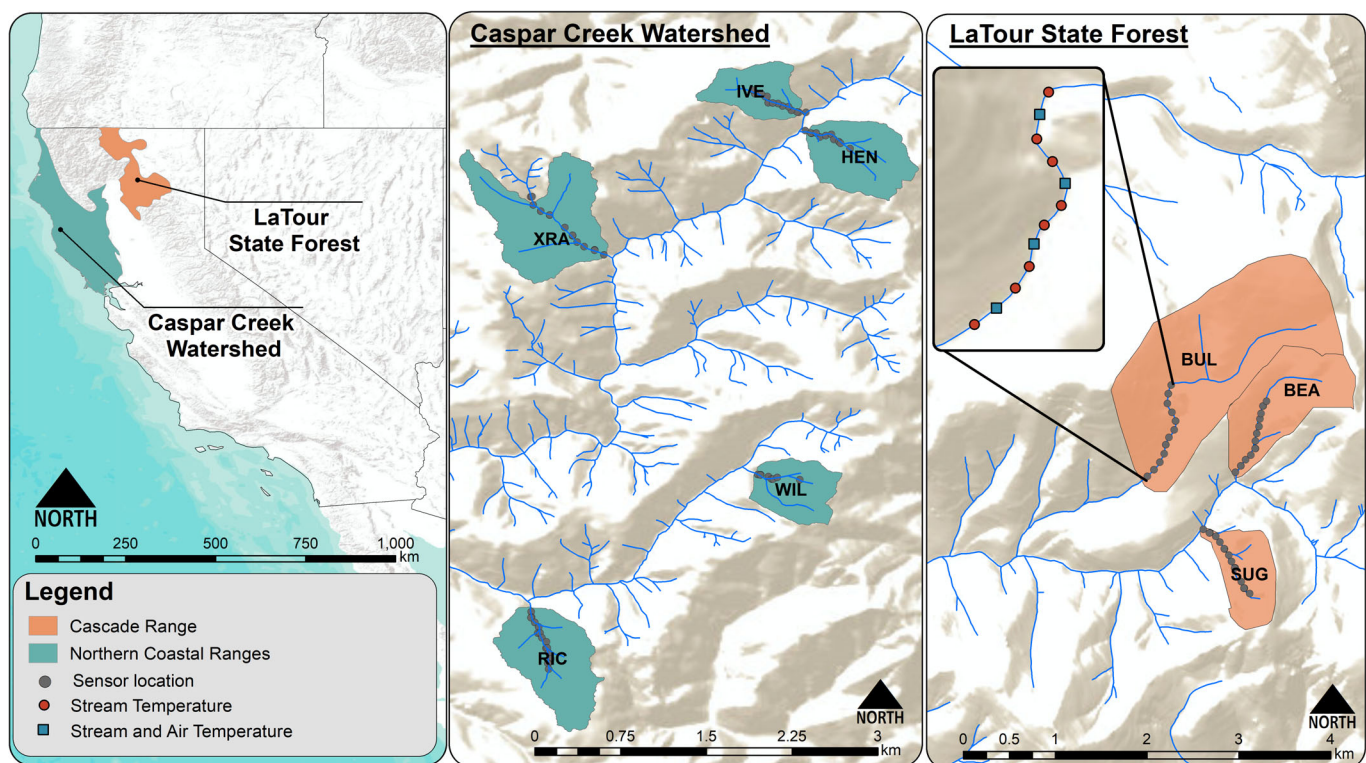 LaTour
State Forest
Caspar Creek
Watershed
NORTH
0 250 500 750 1,000
km
Legend
Cascade Range
Northern Coastal Ranges
Sensor location
Stream Temperature
Stream and Air Temperature
Caspar Creek Watershed
IVE
HEN
XRA
WIL
RIC
NORTH
0 0.75 1.5 2.25 3
km
LaTour State Forest
BUL
BEA
SUG
NORTH
0 0.5 1 2 3 4
km